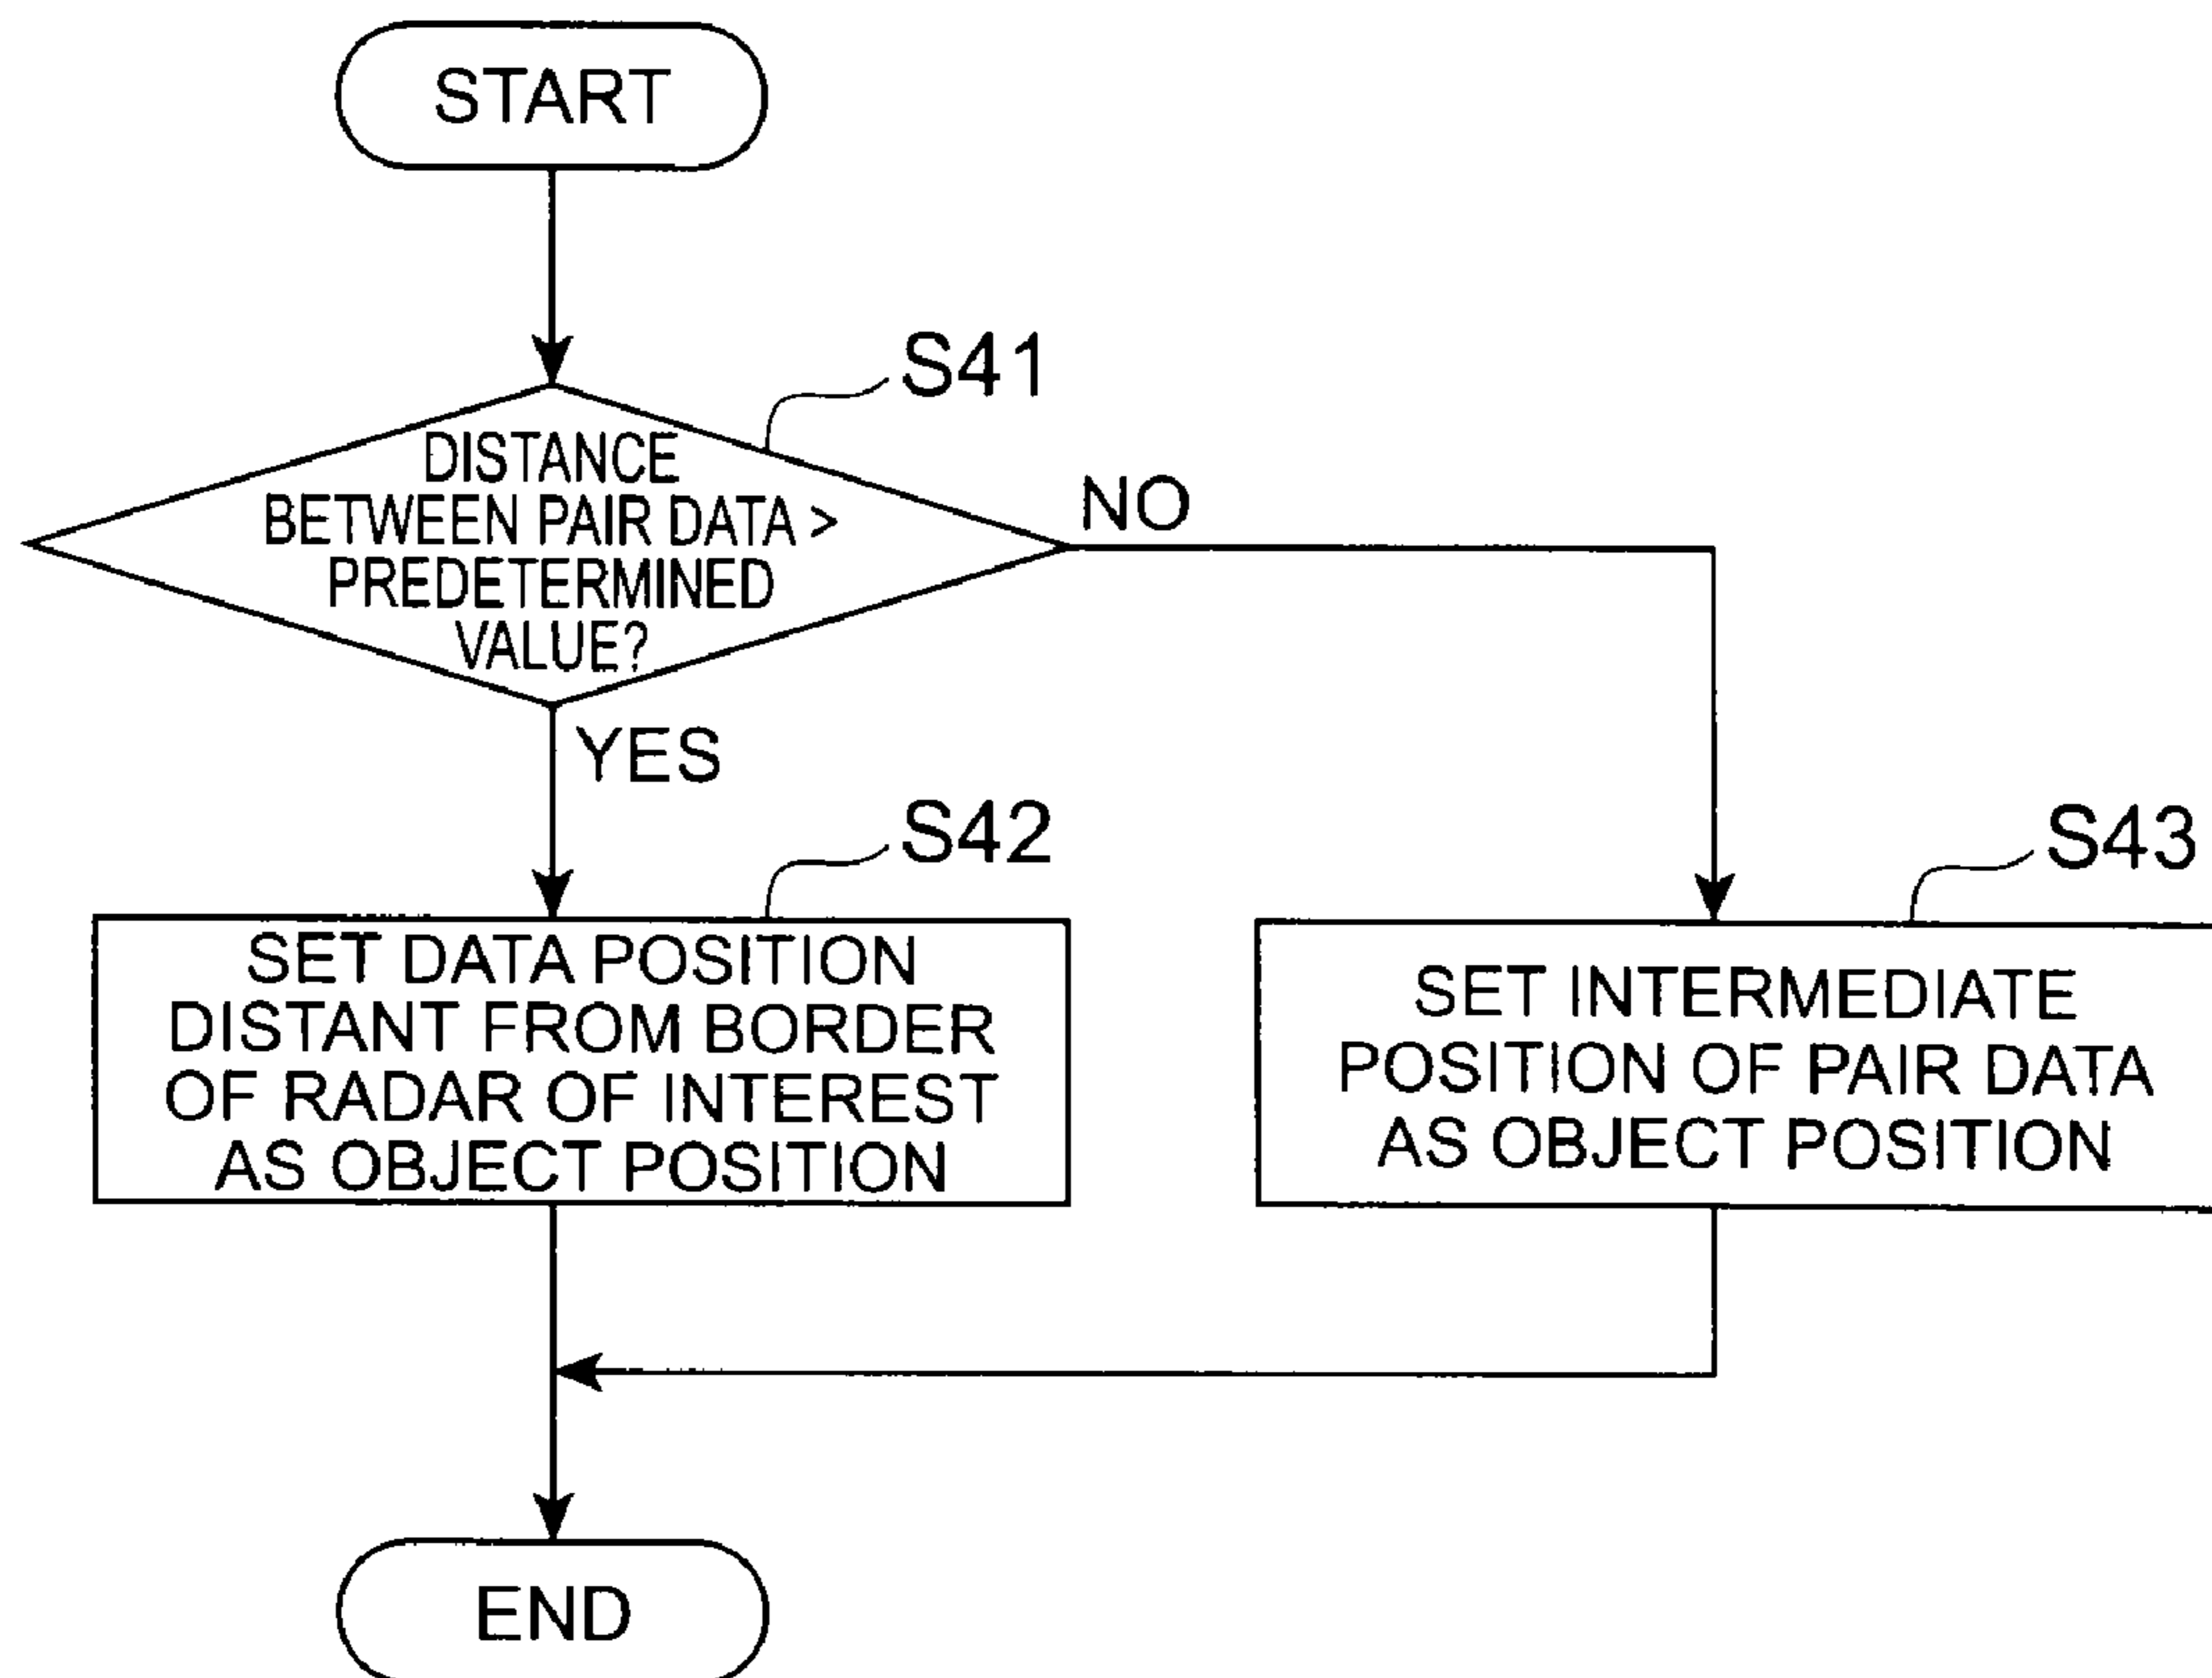 START
S41
DISTANCE
BETWEEN PAIR DATA >
PREDETERMINED
VALUE?
NO
YES
S42
SET DATA POSITION
DISTANT FROM BORDER
OF RADAR OF INTEREST
AS OBJECT POSITION
S43
SET INTERMEDIATE
POSITION OF PAIR DATA
AS OBJECT POSITION
END